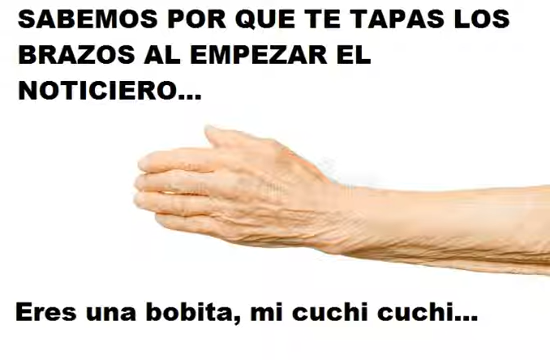 SABEMOS POR QUE TE TAPAS LOS
BRAZOS AL EMPEZAR EL
NOTICIERO...
Eres una bobita, mi cuchi cuchi...